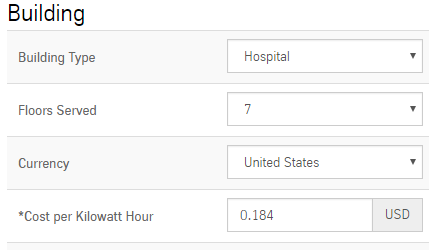 Building
Building Type Hospital
Floors Served 7
Currency United States
*Cost per Kilowatt Hour 0.184 USD